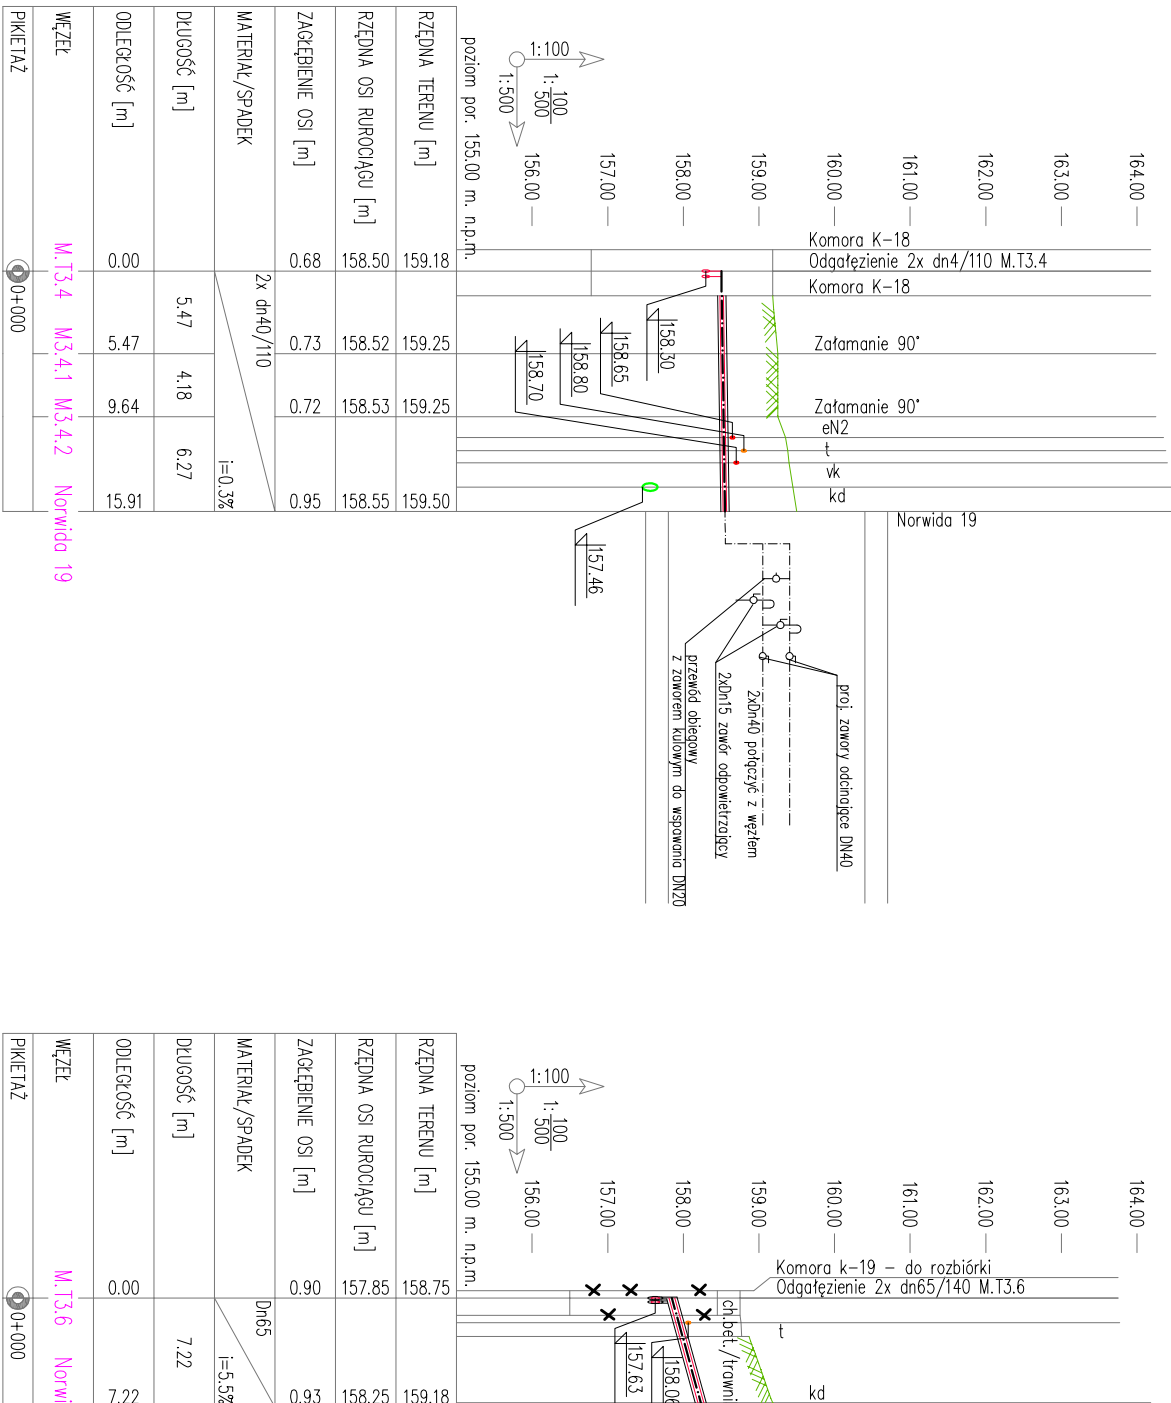 1:100
1: 100/500
1:500
164.00
163.00
162.00
161.00
160.00
159.00
158.00
157.00
156.00
poziom por. 155.00 m. n.p.m.
Komora K-18
Odgałęzienie 2x dn4/110 M.T3.4
Komora K-18
Załamanie 90°
Załamanie 90°
eN2
t
vk
kd
Norwida 19
158.30
158.65
158.80
158.70
157.46
proj. zawory odcinające DN40
2xDn40 połączyć z węzłem
2xDn15 zawór odpowietrzający
przewód obiegowy
z zaworem kulowym do wspawania DN20
RZĘDNA TERENU [m] 159.18 159.25 159.25 159.50
RZĘDNA OSI RUROCIĄGU [m] 158.50 158.52 158.53 158.55
ZAGŁĘBIENIE OSI [m] 0.68 0.73 0.72 0.95
MATERIAŁ/SPADEK 2x dn40/110 i=0.3%
DŁUGOŚĆ [m] 5.47 4.18 6.27
ODLEGŁOŚĆ [m] 0.00 5.47 9.64 15.91
WĘZEŁ M.T3.4 M3.4.1 M3.4.2 Norwida 19
PIKIETAŻ 0+000
1:100
1: 100/500
1:500
164.00
163.00
162.00
161.00
160.00
159.00
158.00
157.00
156.00
poziom por. 155.00 m. n.p.m.
Komora k-19 – do rozbiórki
Odgałęzienie 2x dn65/140 M.T3.6
t
kd
ch.bet./trawni
157.63
158.06
RZĘDNA TERENU [m] 158.75 159.18
RZĘDNA OSI RUROCIĄGU [m] 157.85 158.25
ZAGŁĘBIENIE OSI [m] 0.90 0.93
MATERIAŁ/SPADEK Dn65 i=5.5%
DŁUGOŚĆ [m] 7.22
ODLEGŁOŚĆ [m] 0.00 7.22
WĘZEŁ M.T3.6 Norwi
PIKIETAŻ 0+000